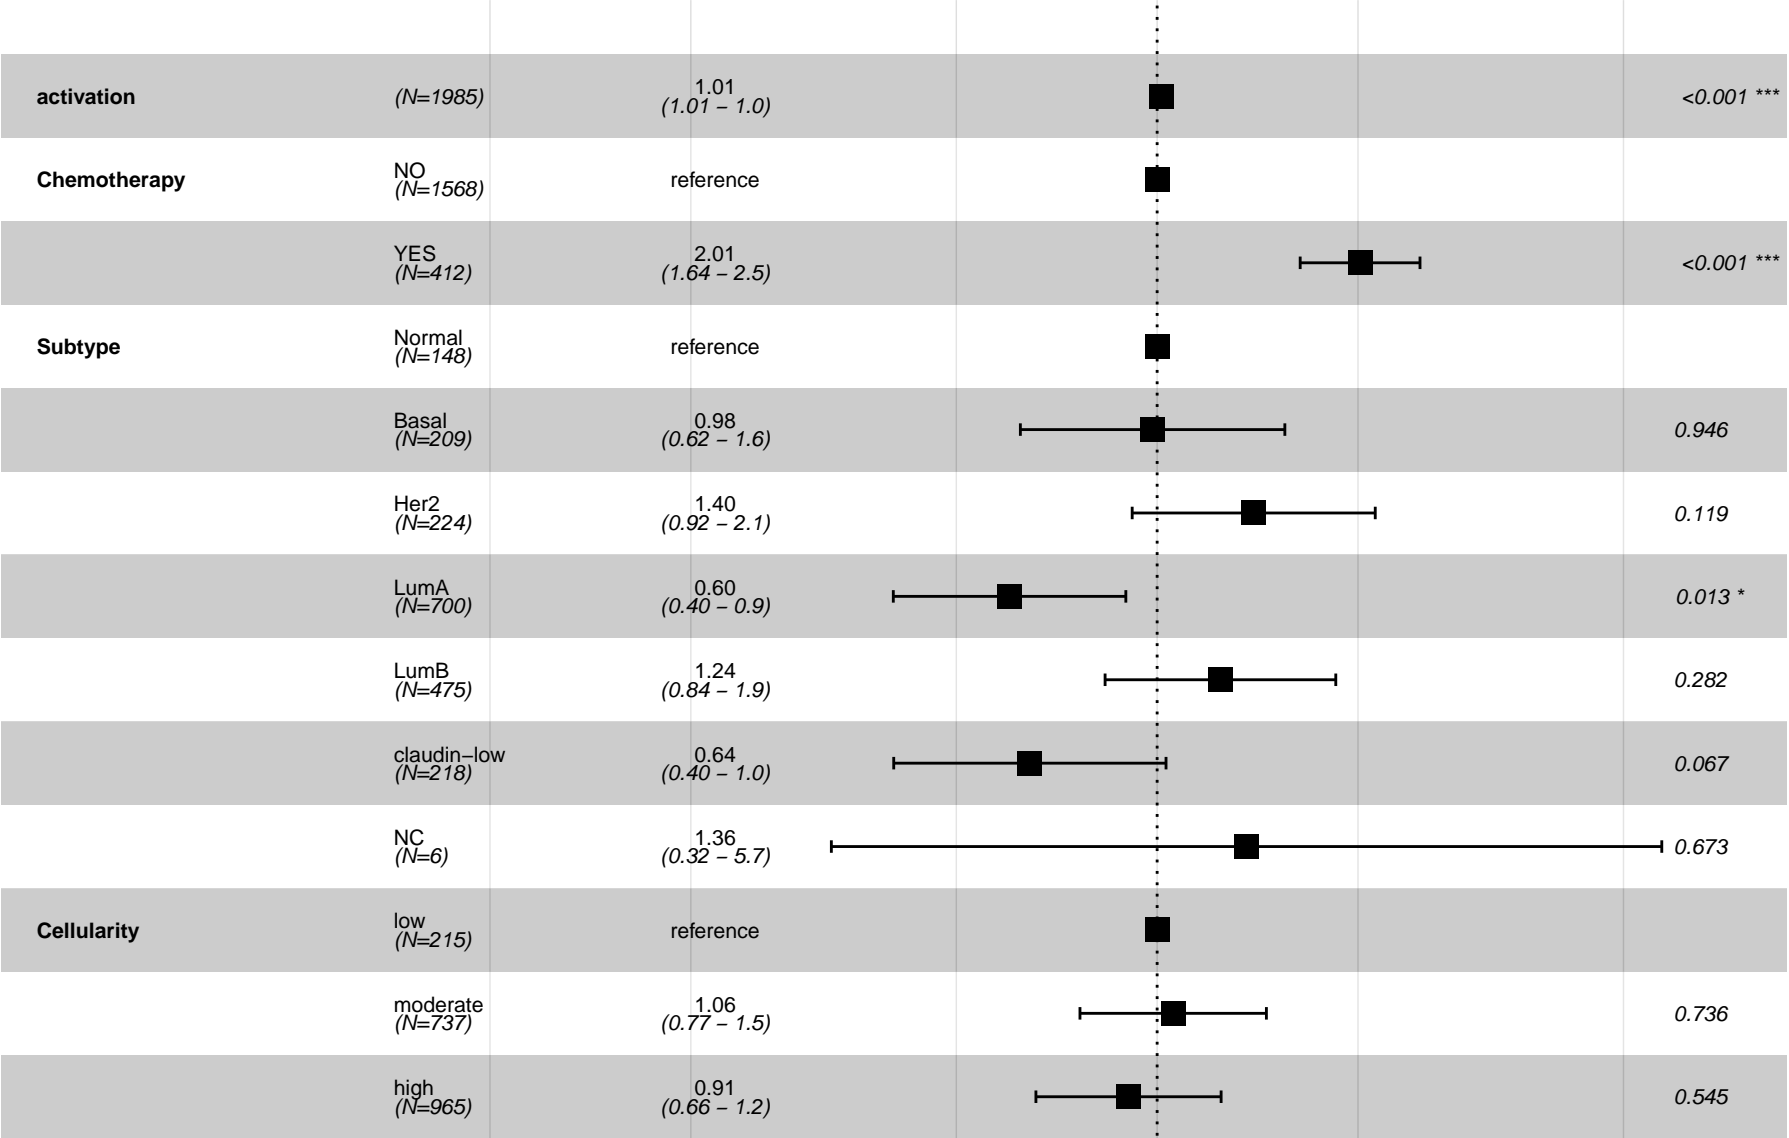 activation (N=1985) 1.01 <0.001 ***
(1.01 – 1.0)
Chemotherapy NO reference
(N=1568)
YES 2.01 <0.001 ***
(N=412) (1.64 – 2.5)
Subtype Normal reference
(N=148)
Basal 0.98 0.946
(N=209) (0.62 – 1.6)
Her2 1.40 0.119
(N=224) (0.92 – 2.1)
LumA 0.60 0.013 *
(N=700) (0.40 – 0.9)
LumB 1.24 0.282
(N=475) (0.84 – 1.9)
claudin–low 0.64 0.067
(N=218) (0.40 – 1.0)
NC 1.36 0.673
(N=6) (0.32 – 5.7)
Cellularity low reference
(N=215)
moderate 1.06 0.736
(N=737) (0.77 – 1.5)
high 0.91 0.545
(N=965) (0.66 – 1.2)